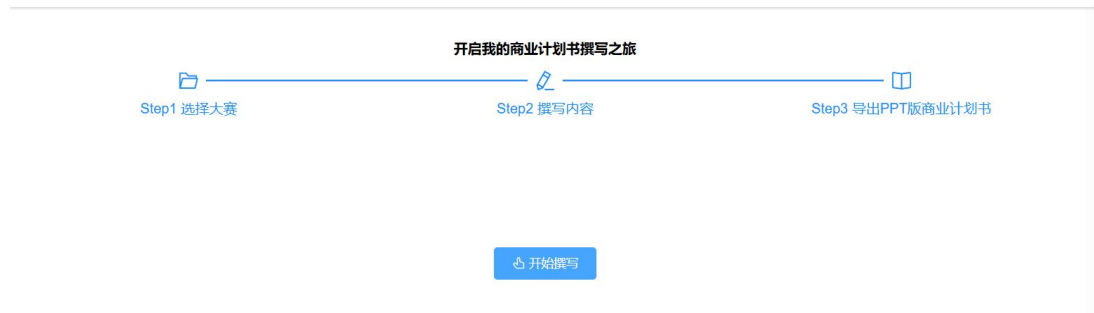 开启我的商业计划书撰写之旅
Step1 选择大赛
Step2 撰写内容
Step3 导出PPT版商业计划书
开始撰写